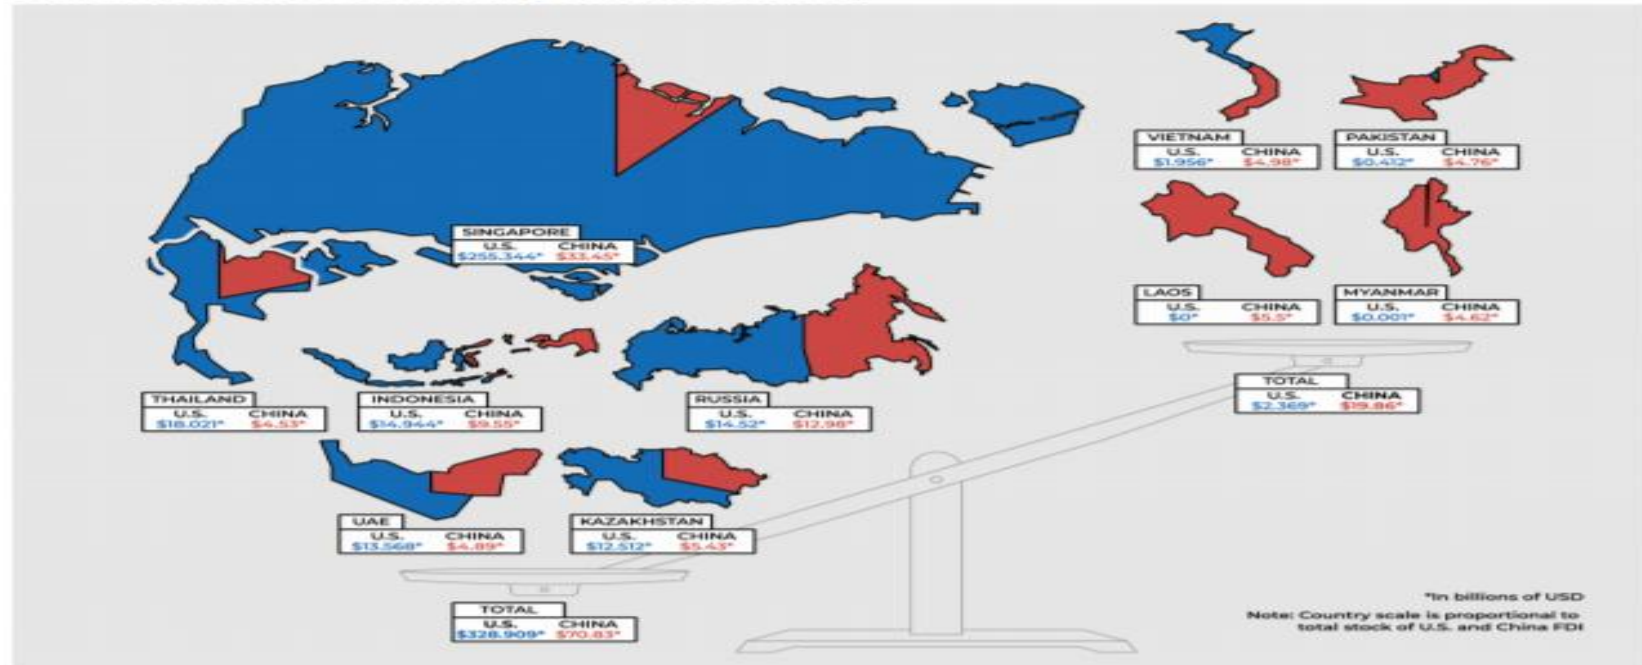 SINGAPORE
U.S. CHINA
$255.344* $33.45*
THAILAND
U.S. CHINA
$18.021* $4.53*
INDONESIA
U.S. CHINA
$14.944* $9.55*
RUSSIA
U.S. CHINA
$14.52* $12.98*
UAE
U.S. CHINA
$13.568* $4.89*
KAZAKHSTAN
U.S. CHINA
$12.512* $5.43*
TOTAL
U.S. CHINA
$328.909* $70.83*
VIETNAM
U.S. CHINA
$1.956* $4.98*
PAKISTAN
U.S. CHINA
$0.412* $4.76*
LAOS
U.S. CHINA
$0* $5.5*
MYANMAR
U.S. CHINA
$0.001* $4.62*
TOTAL
U.S. CHINA
$2.369* $19.86*
*In billions of USD
Note: Country scale is proportional to
total stock of U.S. and China FDI